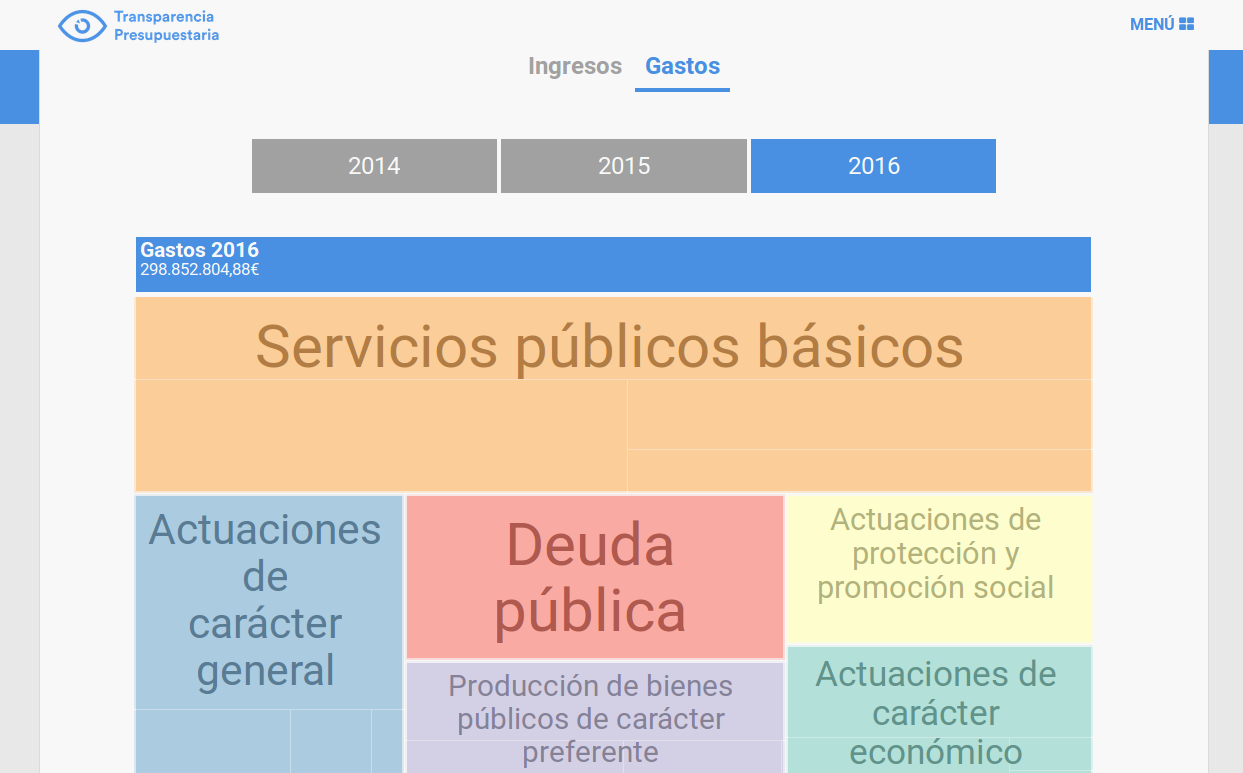 Transparencia
Presupuestaria
MENÚ
Ingresos
Gastos
2014
2015
2016
Gastos 2016
298.852.804,88€
Servicios públicos básicos
Actuaciones
de
carácter
general
Deuda
pública
Actuaciones de
protección y
promoción social
Producción de bienes
públicos de carácter
preferente
Actuaciones de
carácter
económico